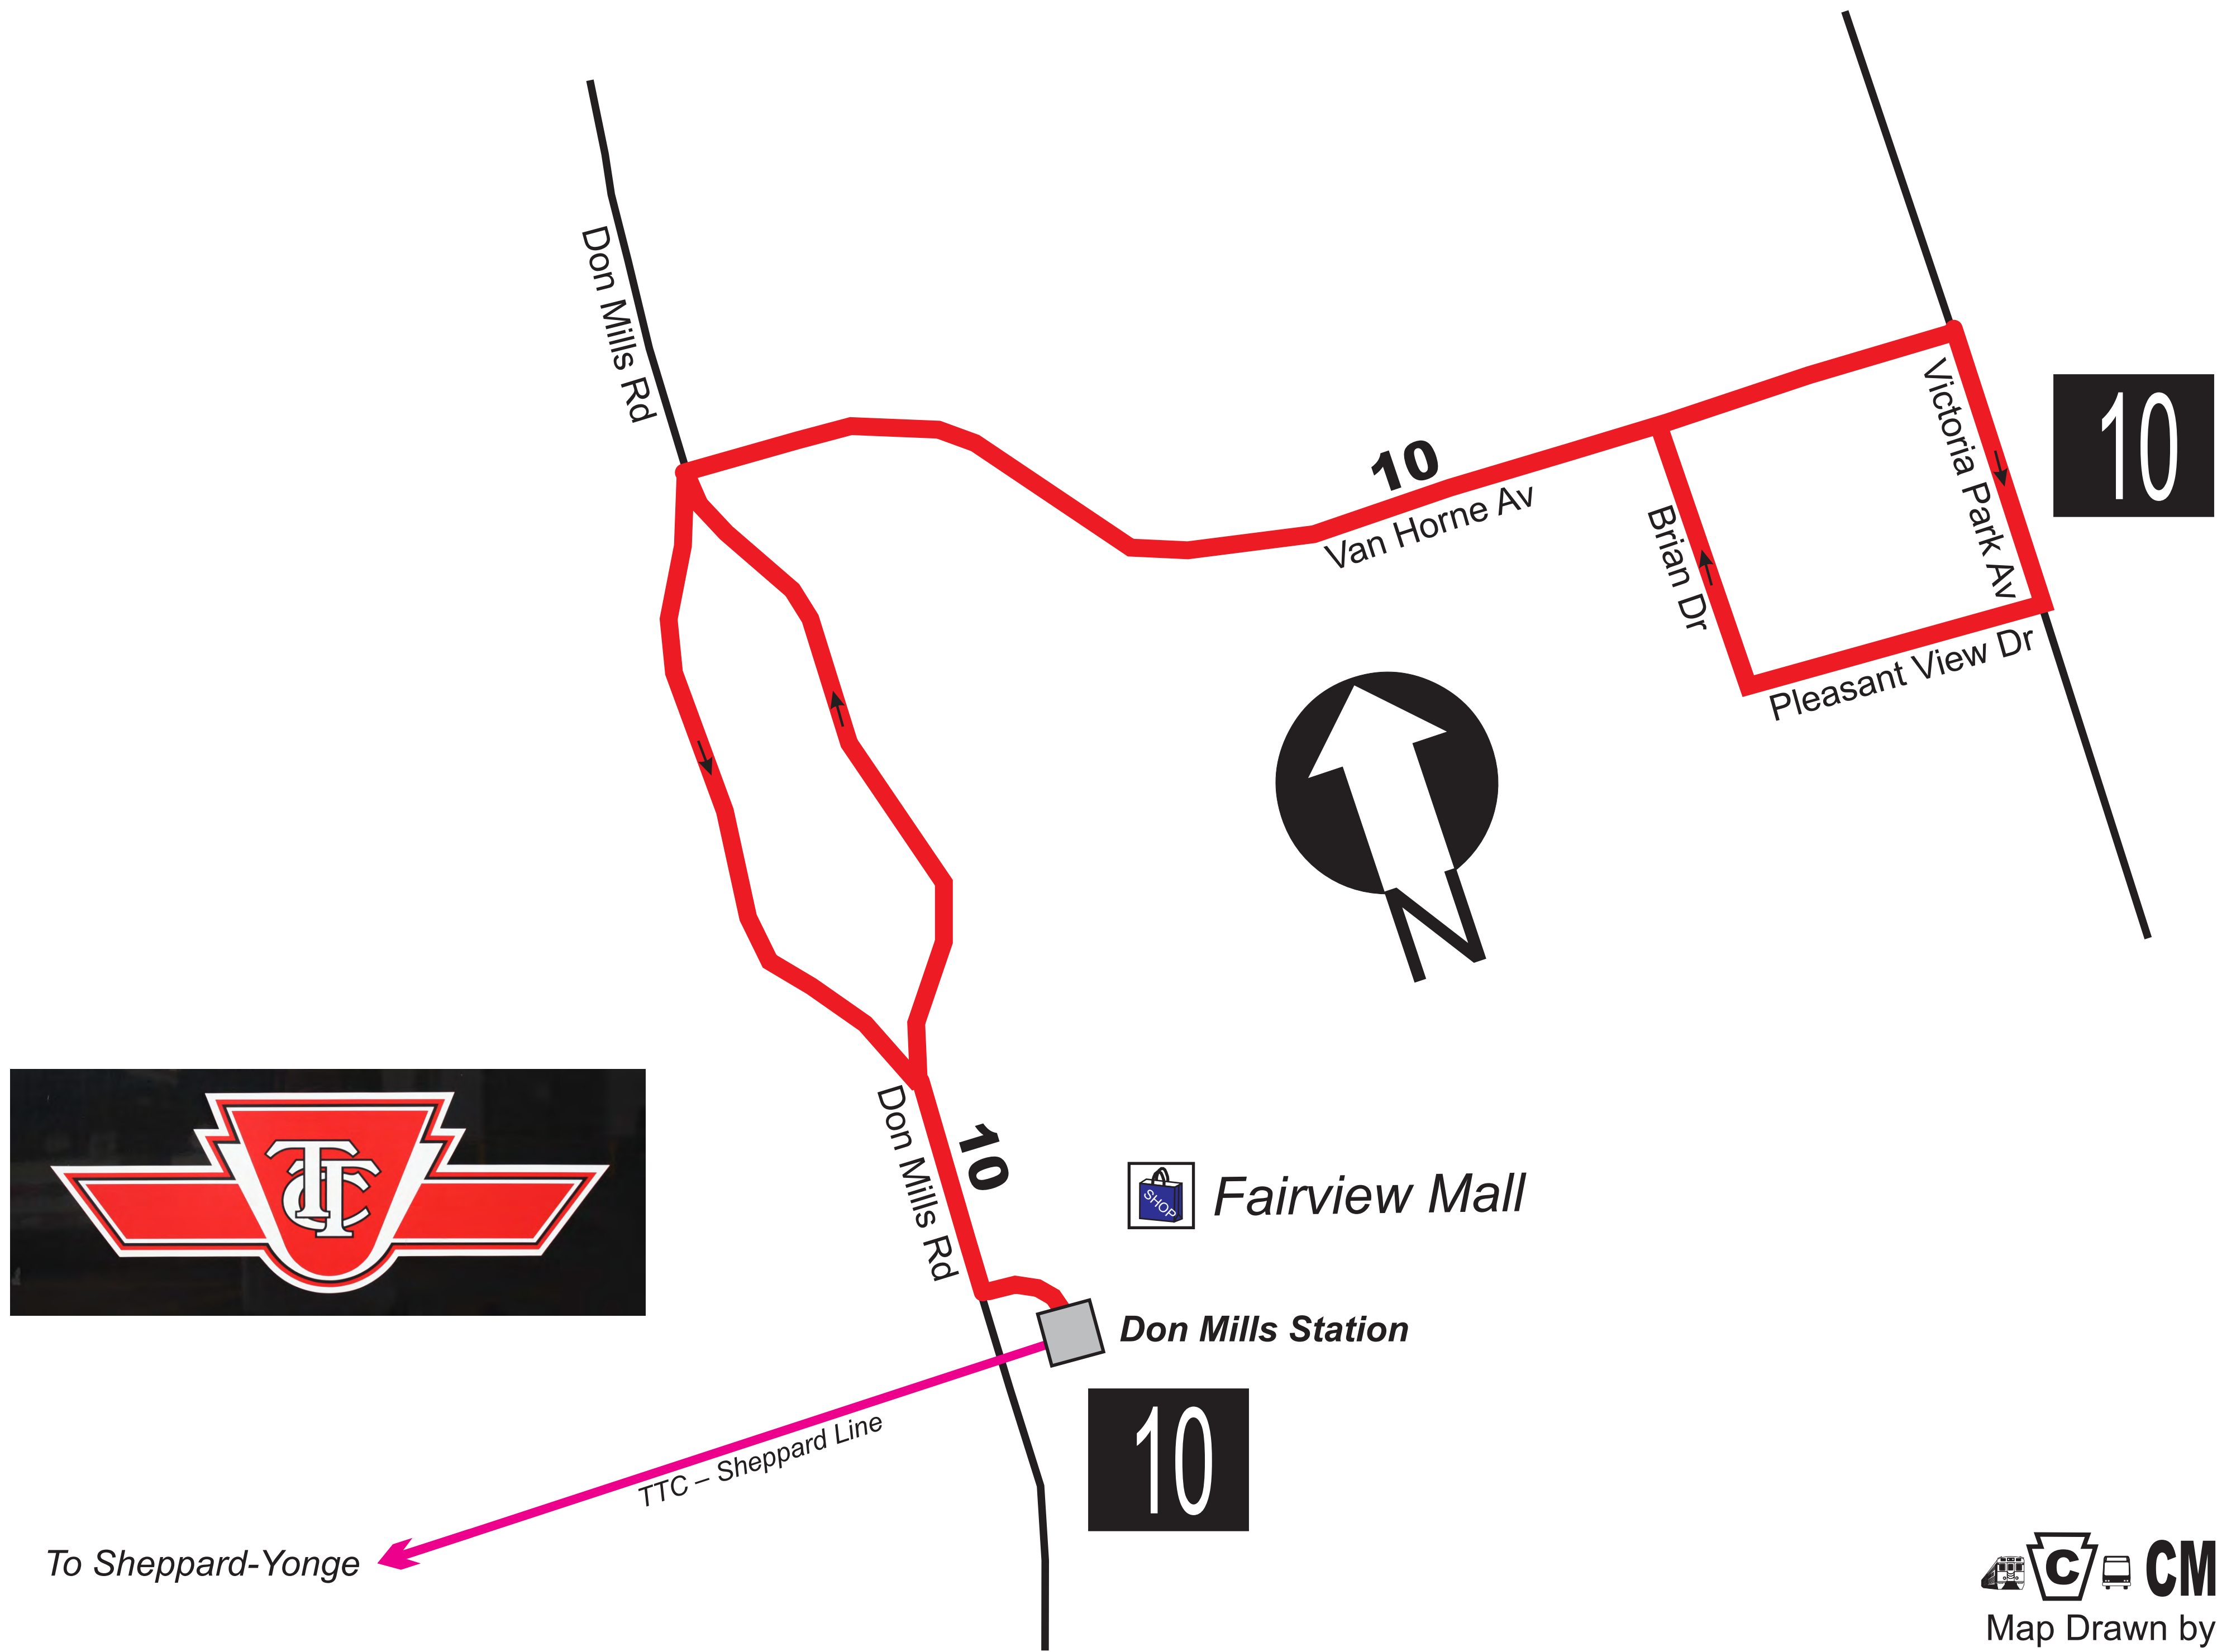 Don Mills Rd
10
Van Horne Av
Brian Dr
Victoria Park Av
10
Pleasant View Dr
N
TTC
Don Mills Rd
10
SHOP
Fairview Mall
Don Mills Station
10
TTC – Sheppard Line
To Sheppard-Yonge
C CM
Map Drawn by